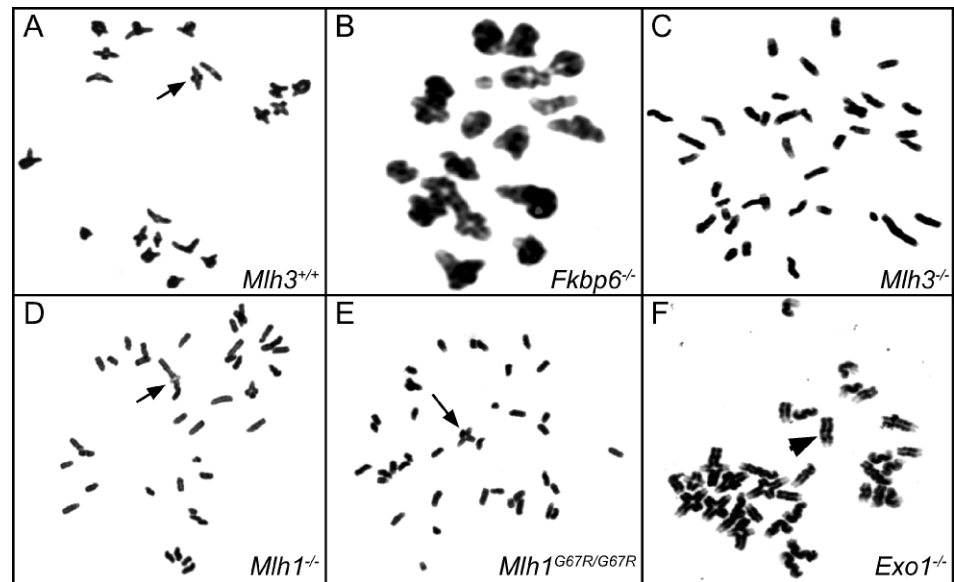 A
Mlh3+/+
B
Fkbp6-/-
C
Mlh3-/-
D
Mlh1-/-
E
Mlh1G67R/G67R
F
Exo1-/-